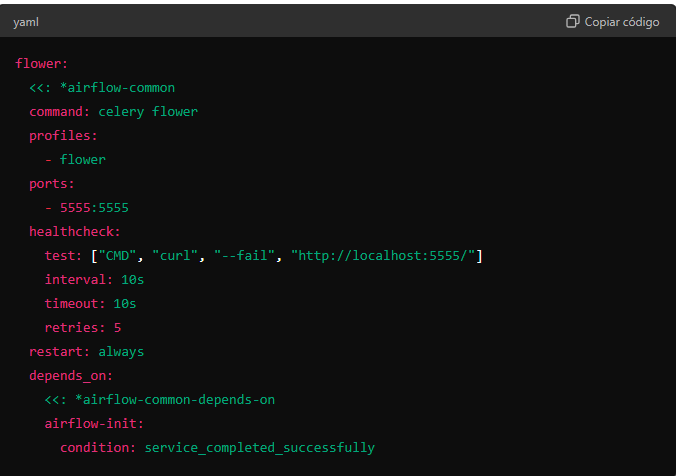 yaml
Copiar código
flower:
  <<: *airflow-common
  command: celery flower
  profiles:
    - flower
  ports:
    - 5555:5555
  healthcheck:
    test: ["CMD", "curl", "--fail", "http://localhost:5555/"]
    interval: 10s
    timeout: 10s
    retries: 5
  restart: always
  depends_on:
    <<: *airflow-common-depends-on
    airflow-init:
      condition: service_completed_successfully